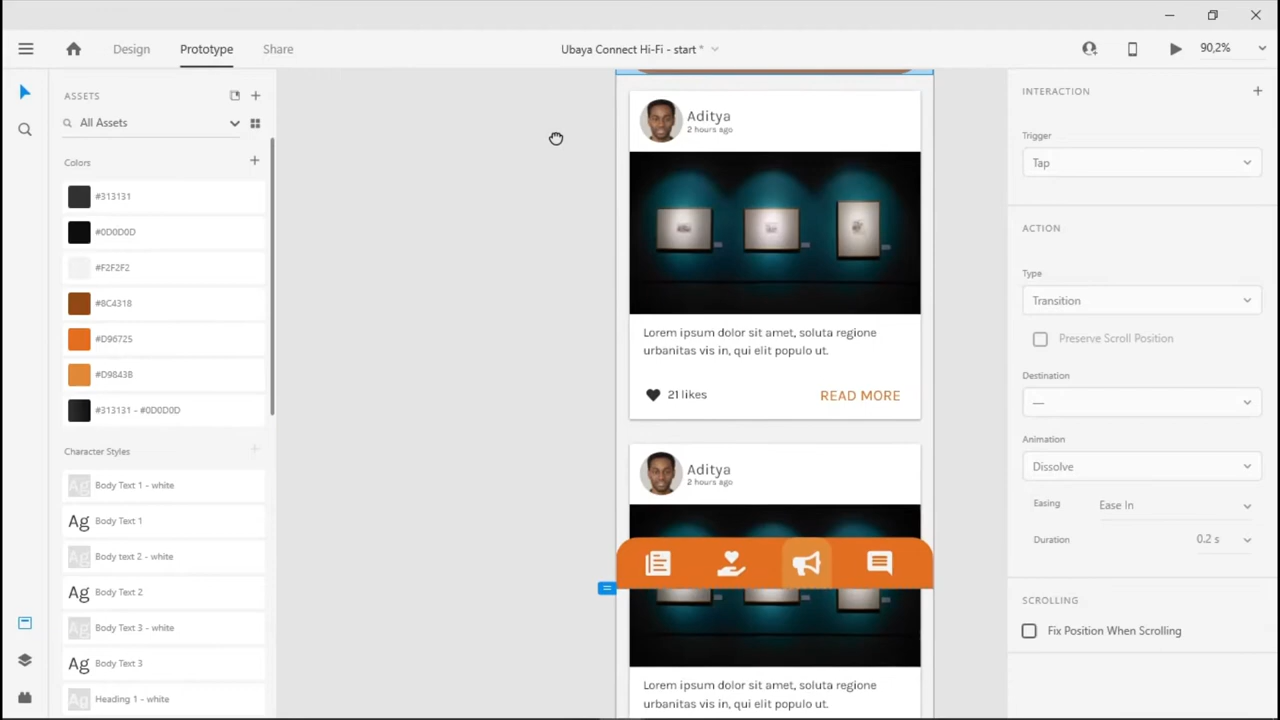 Design
Prototype
Share
Ubaya Connect Hi-Fi - start *
90,2%
ASSETS
All Assets
Colors
#313131
#0D0D0D
#F2F2F2
#8C4318
#D96725
#D9843B
#313131 - #0D0D0D
Character Styles
Ag Body Text 1 - white
Ag Body Text 1
Ag Body text 2 - white
Ag Body Text 2
Ag Body Text 3 - white
Ag Body Text 3
Ag Heading 1 - white
Aditya
2 hours ago
Lorem ipsum dolor sit amet, soluta regione
urbanitas vis in, qui elit populo ut.
21 likes
READ MORE
Aditya
2 hours ago
Lorem ipsum dolor sit amet, soluta regione
urbanitas vis in, qui elit populo ut.
INTERACTION
Trigger
Tap
ACTION
Type
Transition
Preserve Scroll Position
Destination
—
Animation
Dissolve
Easing
Ease In
Duration
0.2 s
SCROLLING
Fix Position When Scrolling